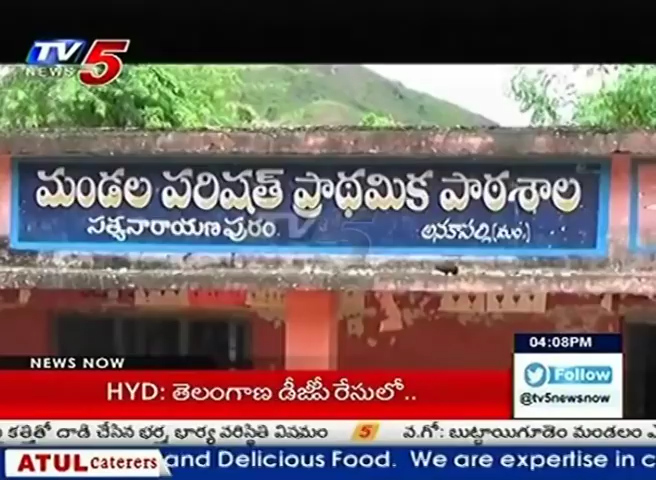 TV5
NEWS
మండల పరిషత్ ప్రాథమిక పాఠశాల
సత్యనారాయణపురం.
04:08PM
NEWS NOW
Follow
HYD: తెలంగాణ డీజీపీ రేసులో..
@tv5newsnow
కత్తితో దాడి చేసిన భర్త, భార్య పరిస్థితి విషమం 5 ప.గో: బుట్టాయిగూడెం మండలం
ATUL caterers and Delicious Food. We are expertise in c